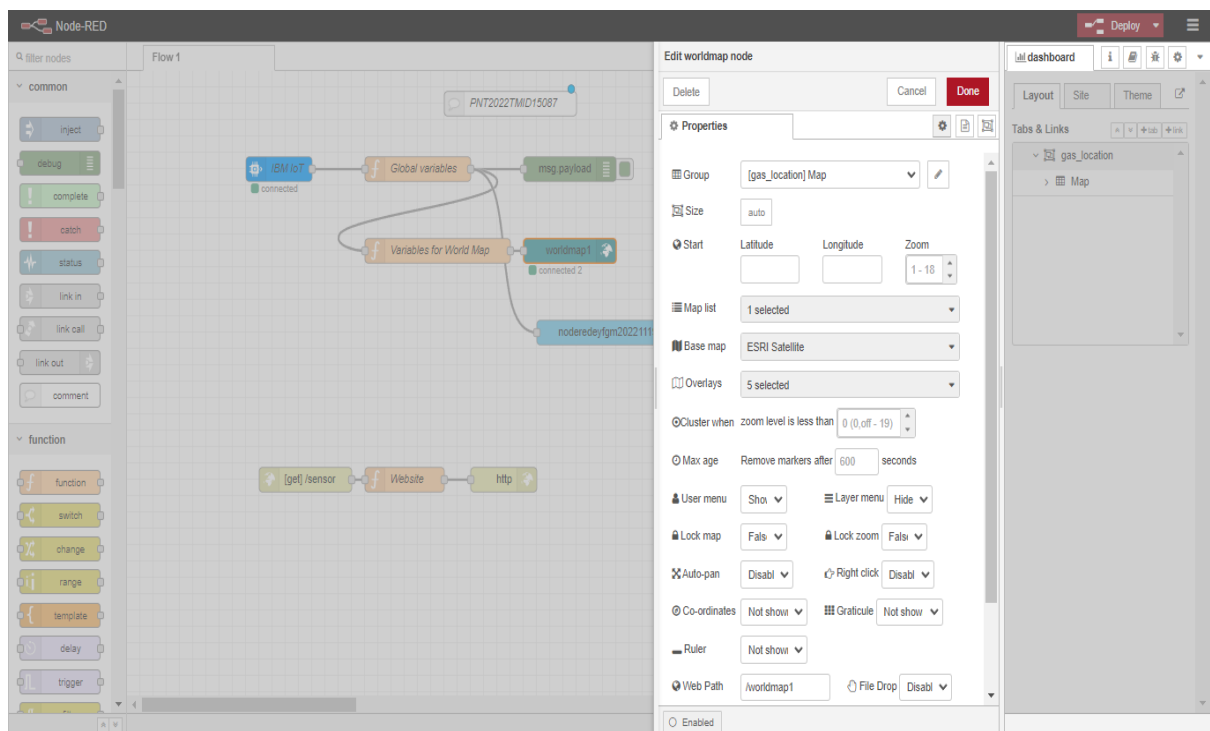 Node-RED
Deploy
filter nodes
Flow 1
common
inject
debug
complete
catch
status
link in
link call
link out
comment
function
function
switch
change
range
template
delay
trigger
PNT2022TMID15087
IBM IoT
connected
Global variables
msg.payload
Variables for World Map
worldmap1
connected 2
noderedeyfgm2022111
[get] /sensor
Website
http
Edit worldmap node
Delete
Cancel
Done
Properties
Group
[gas_location] Map
Size
auto
Start
Latitude
Longitude
Zoom
1 - 18
Map list
1 selected
Base map
ESRI Satellite
Overlays
5 selected
Cluster when zoom level is less than 0 (0,off - 19)
Max age
Remove markers after 600 seconds
User menu
Shov
Layer menu
Hide
Lock map
Fals
Lock zoom
Fals
Auto-pan
Disabl
Right click
Disabl
Co-ordinates
Not show
Graticule
Not show
Ruler
Not show
Web Path
/worldmap1
File Drop
Disabl
Enabled
dashboard
i
Layout
Site
Theme
Tabs & Links
+tab
+link
gas_location
Map